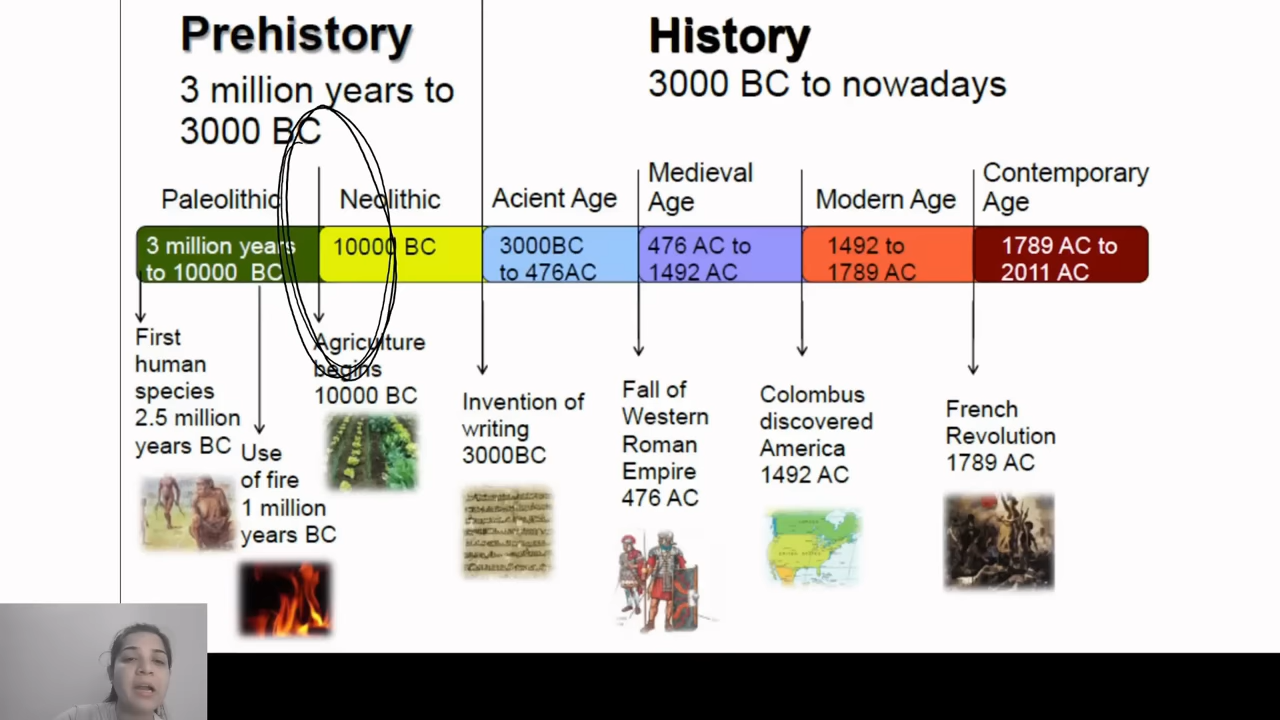 Prehistory
3 million years to
3000 BC
History
3000 BC to nowadays
Paleolithic
Neolithic
Acient Age
Medieval
Age
Modern Age
Contemporary
Age
3 million years
to 10000 BC
10000 BC
3000BC
to 476AC
476 AC to
1492 AC
1492 to
1789 AC
1789 AC to
2011 AC
First
human
species
2.5 million
years BC
Use
of fire
1 million
years BC
Agriculture
begins
10000 BC
Invention of
writing
3000BC
Fall of
Western
Roman
Empire
476 AC
Colombus
discovered
America
1492 AC
French
Revolution
1789 AC